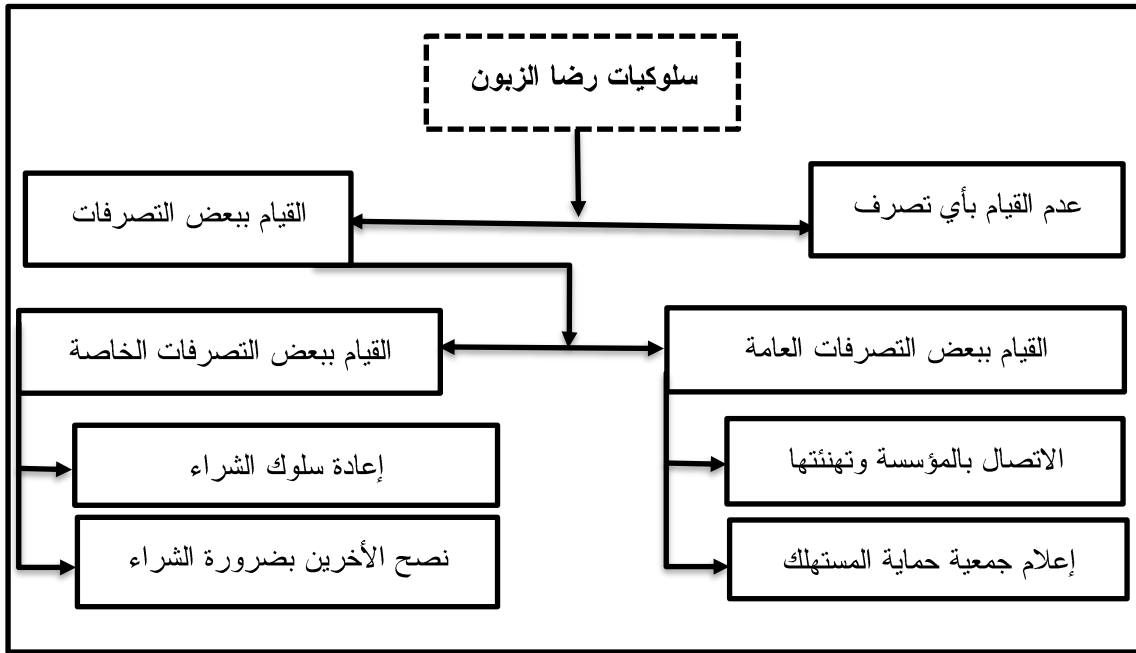 سلوكيات رضا الزبون
عدم القيام بأي تصرف
القيام ببعض التصرفات
القيام ببعض التصرفات العامة
القيام ببعض التصرفات الخاصة
الاتصال بالمؤسسة وتهنئتها
إعادة سلوك الشراء
إعلام جمعية حماية المستهلك
نصح الأخرين بضرورة الشراء